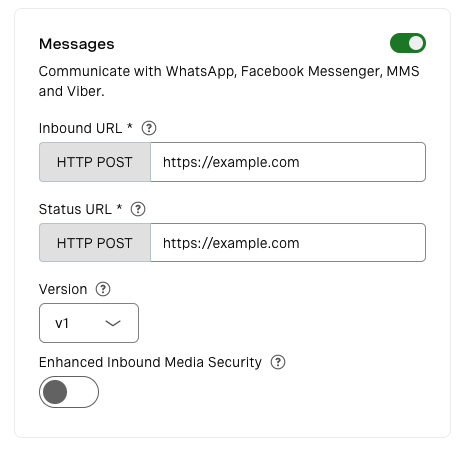 Messages
Communicate with WhatsApp, Facebook Messenger, MMS
and Viber.
Inbound URL * ?
HTTP POST https://example.com
Status URL * ?
HTTP POST https://example.com
Version ?
v1
Enhanced Inbound Media Security ?